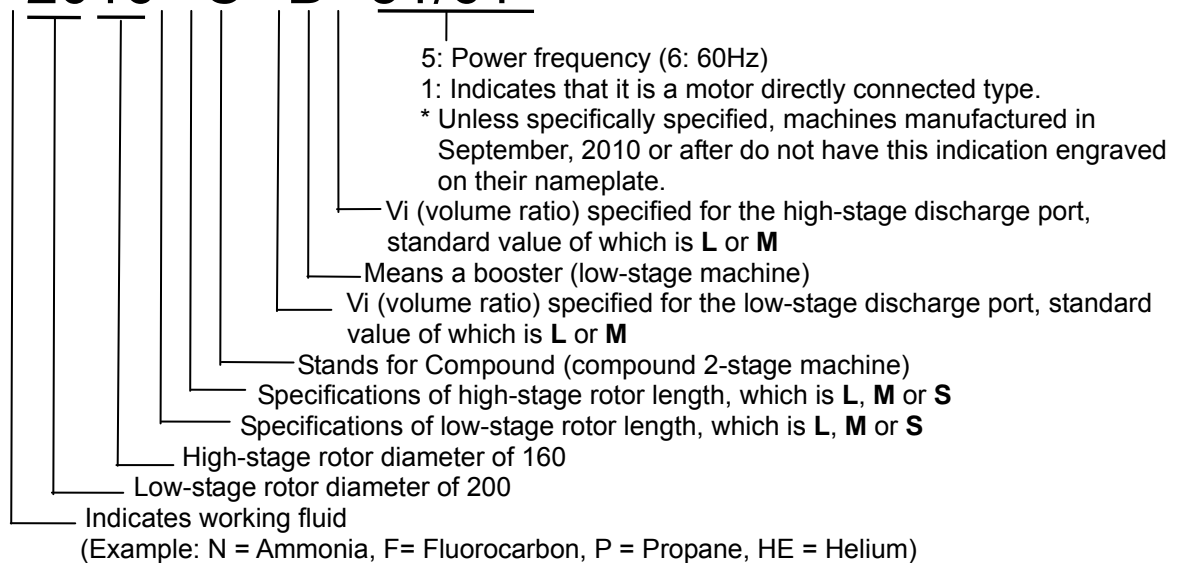 5: Power frequency (6: 60Hz)
1: Indicates that it is a motor directly connected type.
* Unless specifically specified, machines manufactured in
September, 2010 or after do not have this indication engraved
on their nameplate.
Vi (volume ratio) specified for the high-stage discharge port,
standard value of which is L or M
Means a booster (low-stage machine)
Vi (volume ratio) specified for the low-stage discharge port, standard
value of which is L or M
Stands for Compound (compound 2-stage machine)
Specifications of high-stage rotor length, which is L, M or S
Specifications of low-stage rotor length, which is L, M or S
High-stage rotor diameter of 160
Low-stage rotor diameter of 200
Indicates working fluid
(Example: N = Ammonia, F= Fluorocarbon, P = Propane, HE = Helium)